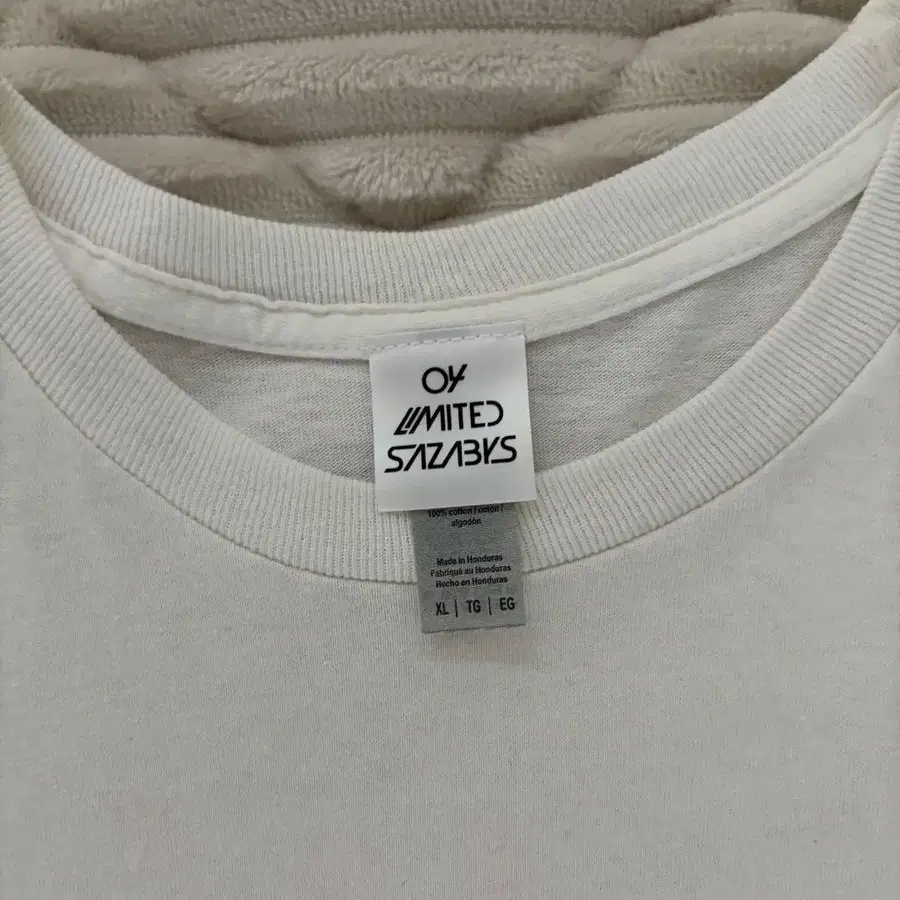 04
LIMITED
SAZABYS
100% cotton / coton /
algodón
Made in Honduras
Fabriqué au Honduras
Hecho en Honduras
XL | TG | EG